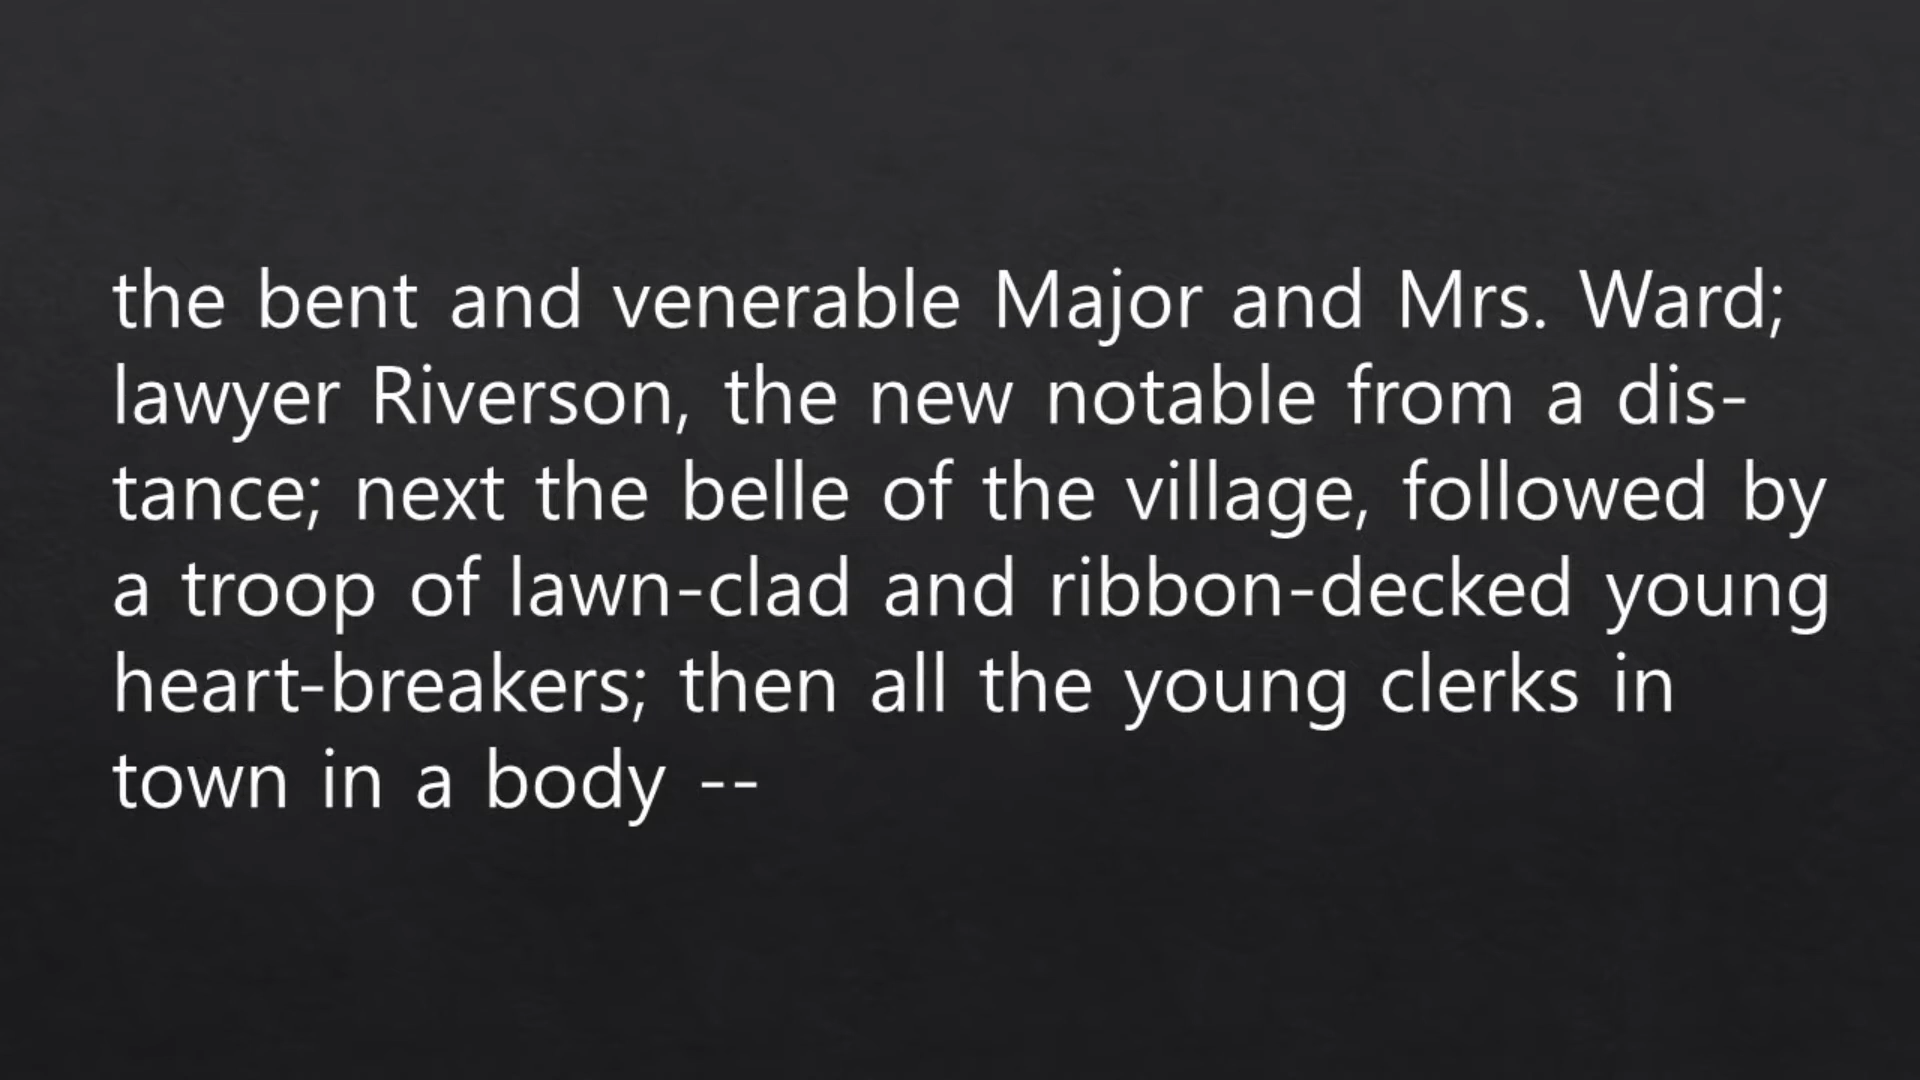 the bent and venerable Major and Mrs. Ward;
lawyer Riverson, the new notable from a dis-
tance; next the belle of the village, followed by
a troop of lawn-clad and ribbon-decked young
heart-breakers; then all the young clerks in
town in a body --